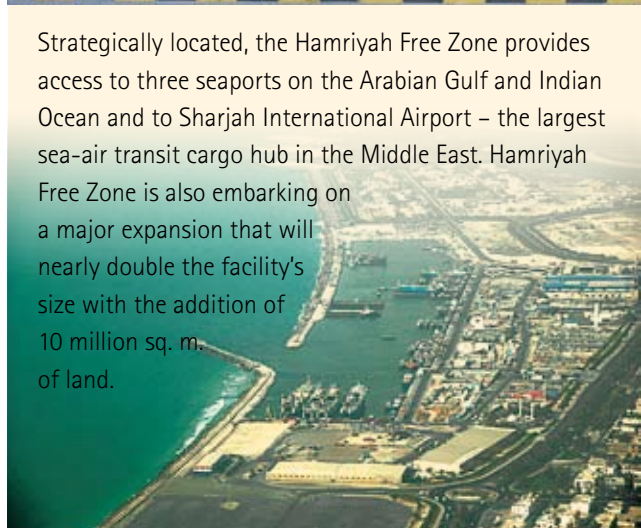 Strategically located, the Hamriyah Free Zone provides
access to three seaports on the Arabian Gulf and Indian
Ocean and to Sharjah International Airport – the largest
sea-air transit cargo hub in the Middle East. Hamriyah
Free Zone is also embarking on
a major expansion that will
nearly double the facility's
size with the addition of
10 million sq. m.
of land.